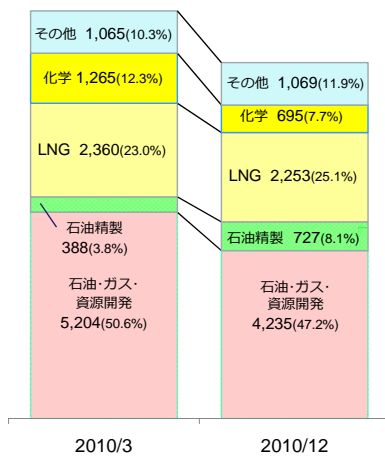 その他 1,065(10.3%)
化学 1,265(12.3%)
LNG 2,360(23.0%)
石油精製
388(3.8%)
石油・ガス・
資源開発
5,204(50.6%)
その他 1,069(11.9%)
化学 695(7.7%)
LNG 2,253(25.1%)
石油精製 727(8.1%)
石油・ガス・
資源開発
4,235(47.2%)
2010/3
2010/12